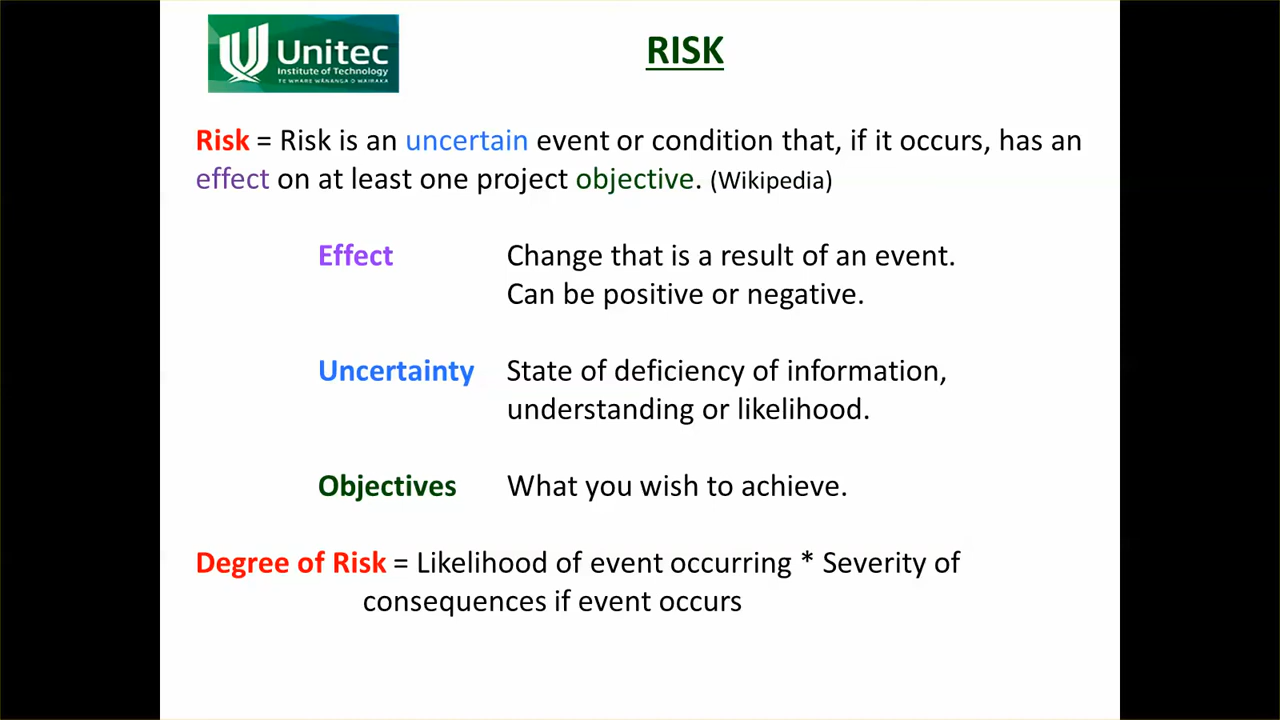 Unitec
Institute of Technology
TE WHARE WĀNANGA O WAIRAKA
RISK
Risk = Risk is an uncertain event or condition that, if it occurs, has an
effect on at least one project objective. (Wikipedia)
Effect Change that is a result of an event.
Can be positive or negative.
Uncertainty State of deficiency of information,
understanding or likelihood.
Objectives What you wish to achieve.
Degree of Risk = Likelihood of event occurring * Severity of
consequences if event occurs